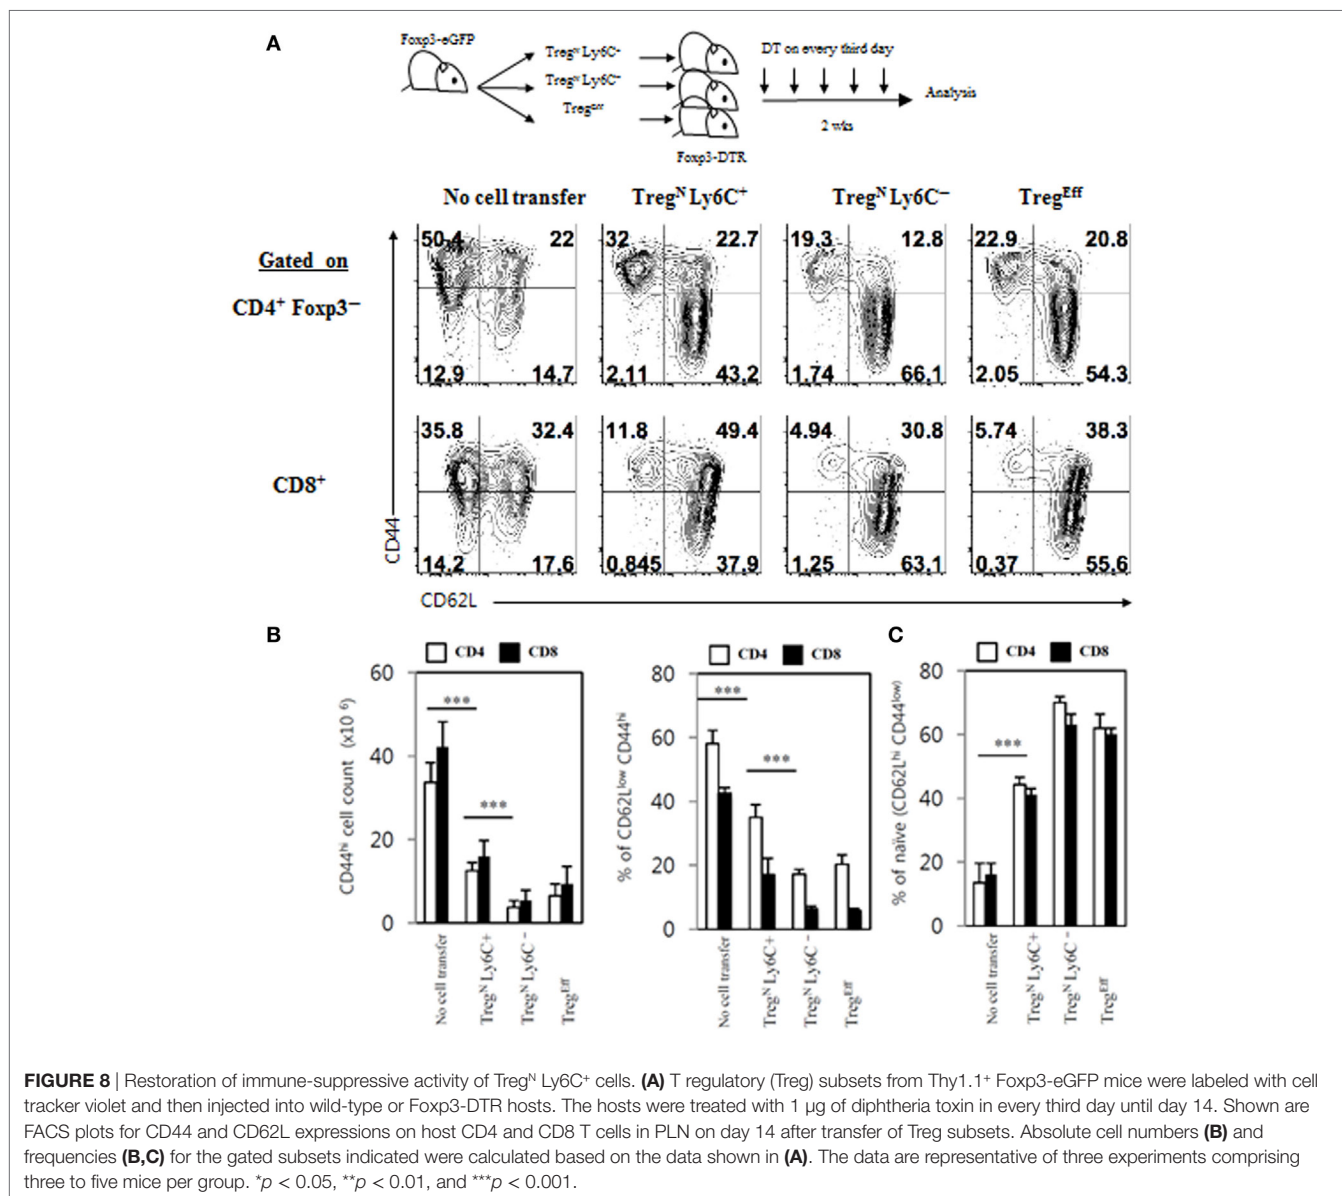 A
Foxp3-eGFP
Treg^N Ly6C^+
Treg^N Ly6C^−
Treg^Eff
Foxp3-DTR
DT on every third day
2 wks
Analysis
No cell transfer
Treg^N Ly6C^+
Treg^N Ly6C^−
Treg^Eff
Gated on
CD4^+ Foxp3^−
50.4 22
12.9 14.7
32 22.7
2.11 43.2
19.3 12.8
1.74 66.1
22.9 20.8
2.05 54.3
CD8^+
35.8 32.4
14.2 17.6
11.8 49.4
0.845 37.9
4.94 30.8
1.25 63.1
5.74 38.3
0.37 55.6
CD44
CD62L
B
CD4 CD8
CD44^hi cell count (x10^6)
60
40
20
0
***
***
No cell transfer
Treg^N Ly6C+
Treg^N Ly6C^−
Treg^Eff
CD4 CD8
% of CD62L^low CD44^hi
80
60
40
20
0
***
***
No cell transfer
Treg^N Ly6C+
Treg^N Ly6C^−
Treg^Eff
C
CD4 CD8
% of naïve (CD62L^hi CD44^low)
80
60
40
20
0
***
No cell transfer
Treg^N Ly6C+
Treg^N Ly6C^−
Treg^Eff
FIGURE 8 | Restoration of immune-suppressive activity of Treg^N Ly6C^+ cells. (A) T regulatory (Treg) subsets from Thy1.1^+ Foxp3-eGFP mice were labeled with cell
tracker violet and then injected into wild-type or Foxp3-DTR hosts. The hosts were treated with 1 µg of diphtheria toxin in every third day until day 14. Shown are
FACS plots for CD44 and CD62L expressions on host CD4 and CD8 T cells in PLN on day 14 after transfer of Treg subsets. Absolute cell numbers (B) and
frequencies (B,C) for the gated subsets indicated were calculated based on the data shown in (A). The data are representative of three experiments comprising
three to five mice per group. *p < 0.05, **p < 0.01, and ***p < 0.001.